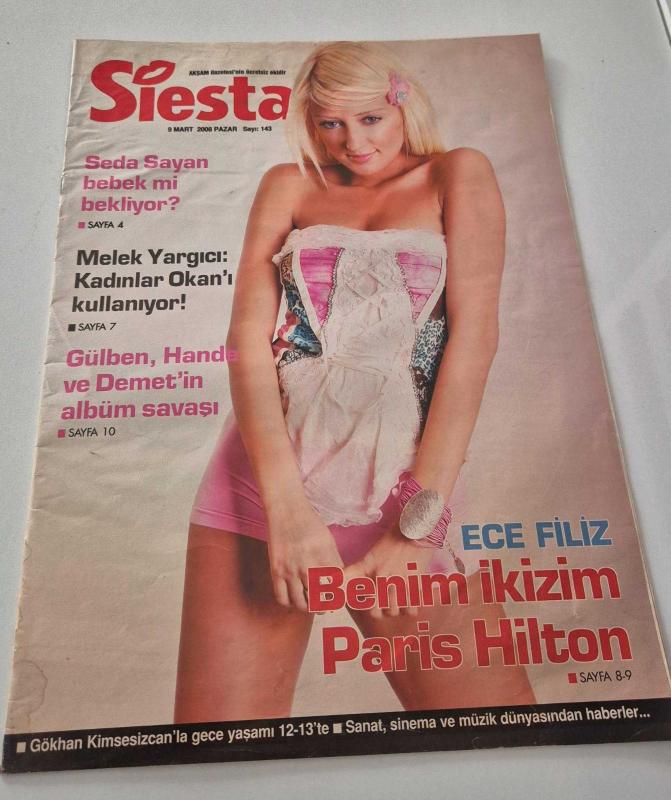 AKŞAM Gazetesi'nin ücretsiz ekidir
Siesta
9 MART 2008 PAZAR Sayı: 143
Seda Sayan
bebek mi
bekliyor?
SAYFA 4
Melek Yargıcı:
Kadınlar Okan'ı
kullanıyor!
SAYFA 7
Gülben, Hande
ve Demet'in
albüm savaşı
SAYFA 10
ECE FİLİZ
Benim ikizim
Paris Hilton
SAYFA 8-9
Gökhan Kimsesizcan'la gece yaşamı 12-13'te ■ Sanat, sinema ve müzik dünyasından haberler...